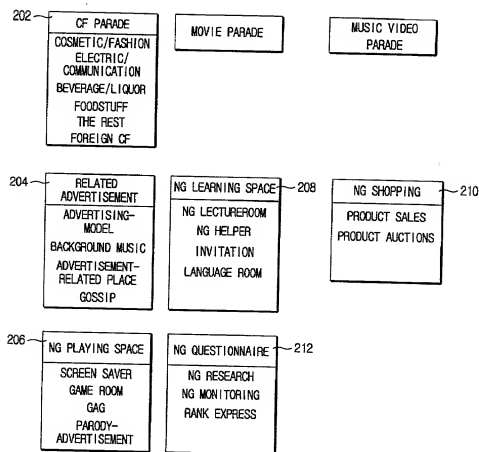 202
CF PARADE
COSMETIC/FASHION
ELECTRIC/
COMMUNICATION
BEVERAGE/LIQUOR
FOODSTUFF
THE REST
FOREIGN CF
MOVIE PARADE
MUSIC VIDEO
PARADE
204
RELATED
ADVERTISEMENT
ADVERTISING-
MODEL
BACKGROUND MUSIC
ADVERTISEMENT-
RELATED PLACE
GOSSIP
NG LEARNING SPACE
208
NG LECTUREROOM
NG HELPER
INVITATION
LANGUAGE ROOM
NG SHOPPING
210
PRODUCT SALES
PRODUCT AUCTIONS
206
NG PLAYING SPACE
SCREEN SAVER
GAME ROOM
GAG
PARODY-
ADVERTISEMENT
NG QUESTIONNAIRE
212
NG RESEARCH
NG MONITORING
RANK EXPRESS